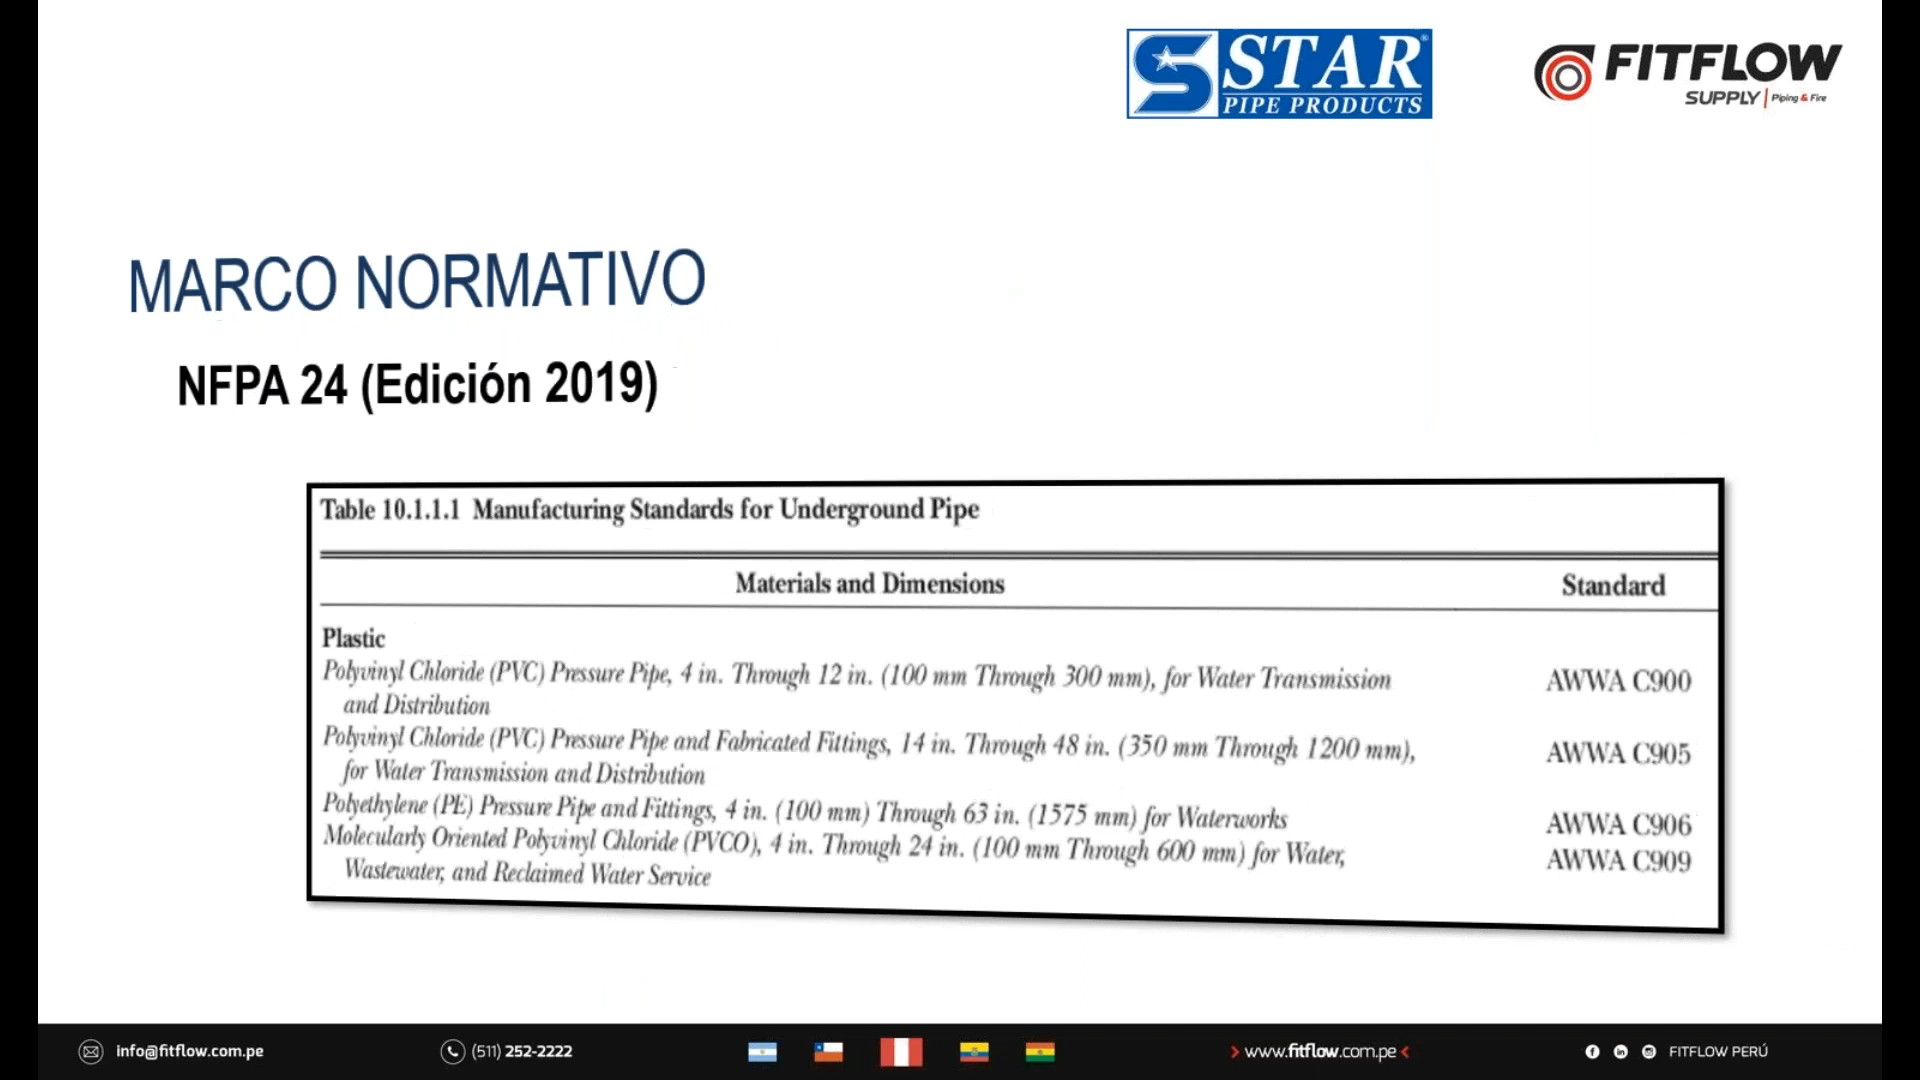 STAR
PIPE PRODUCTS
FITFLOW
SUPPLY | Piping & Fire
MARCO NORMATIVO
NFPA 24 (Edición 2019)
Table 10.1.1.1 Manufacturing Standards for Underground Pipe
Materials and Dimensions Standard
Plastic
Polyvinyl Chloride (PVC) Pressure Pipe, 4 in. Through 12 in. (100 mm Through 300 mm), for Water Transmission AWWA C900
and Distribution
Polyvinyl Chloride (PVC) Pressure Pipe and Fabricated Fittings, 14 in. Through 48 in. (350 mm Through 1200 mm), AWWA C905
for Water Transmission and Distribution
Polyethylene (PE) Pressure Pipe and Fittings, 4 in. (100 mm) Through 63 in. (1575 mm) for Waterworks AWWA C906
Molecularly Oriented Polyvinyl Chloride (PVCO), 4 in. Through 24 in. (100 mm Through 600 mm) for Water, AWWA C909
Wastewater, and Reclaimed Water Service
info@fitflow.com.pe (511) 252-2222 www.fitflow.com.pe FITFLOW PERÚ